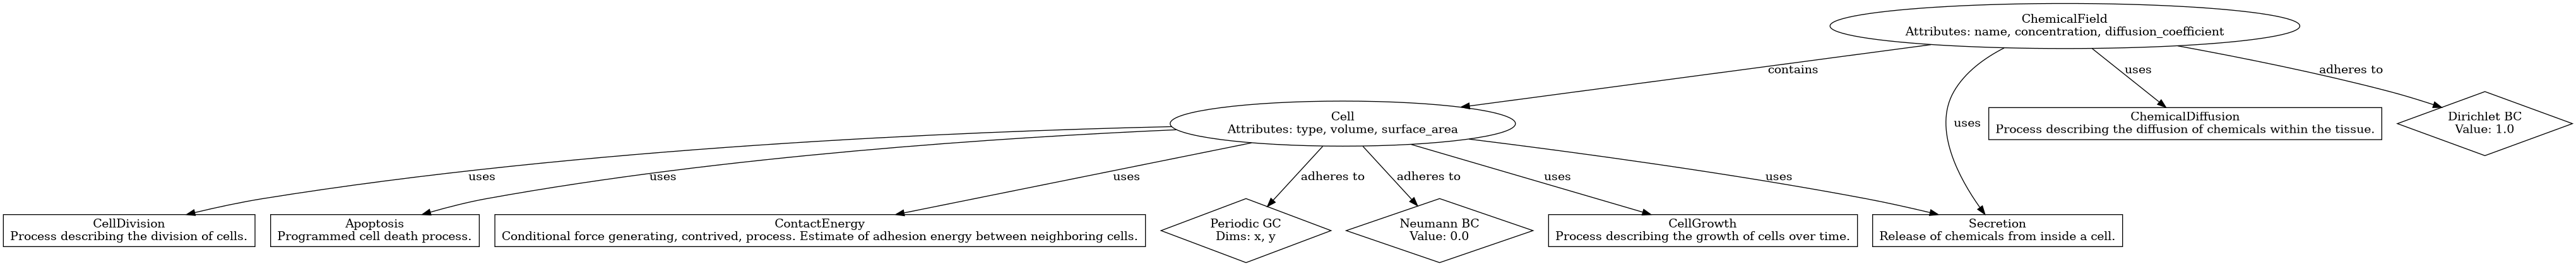 ChemicalField
Attributes: name, concentration, diffusion_coefficient
contains
uses
adheres to
Cell
Attributes: type, volume, surface_area
uses
ChemicalDiffusion
Process describing the diffusion of chemicals within the tissue.
Dirichlet BC
Value: 1.0
uses
uses
uses
adheres to
adheres to
uses
uses
CellDivision
Process describing the division of cells.
Apoptosis
Programmed cell death process.
ContactEnergy
Conditional force generating, contrived, process. Estimate of adhesion energy between neighboring cells.
Periodic GC
Dims: x, y
Neumann BC
Value: 0.0
CellGrowth
Process describing the growth of cells over time.
Secretion
Release of chemicals from inside a cell.